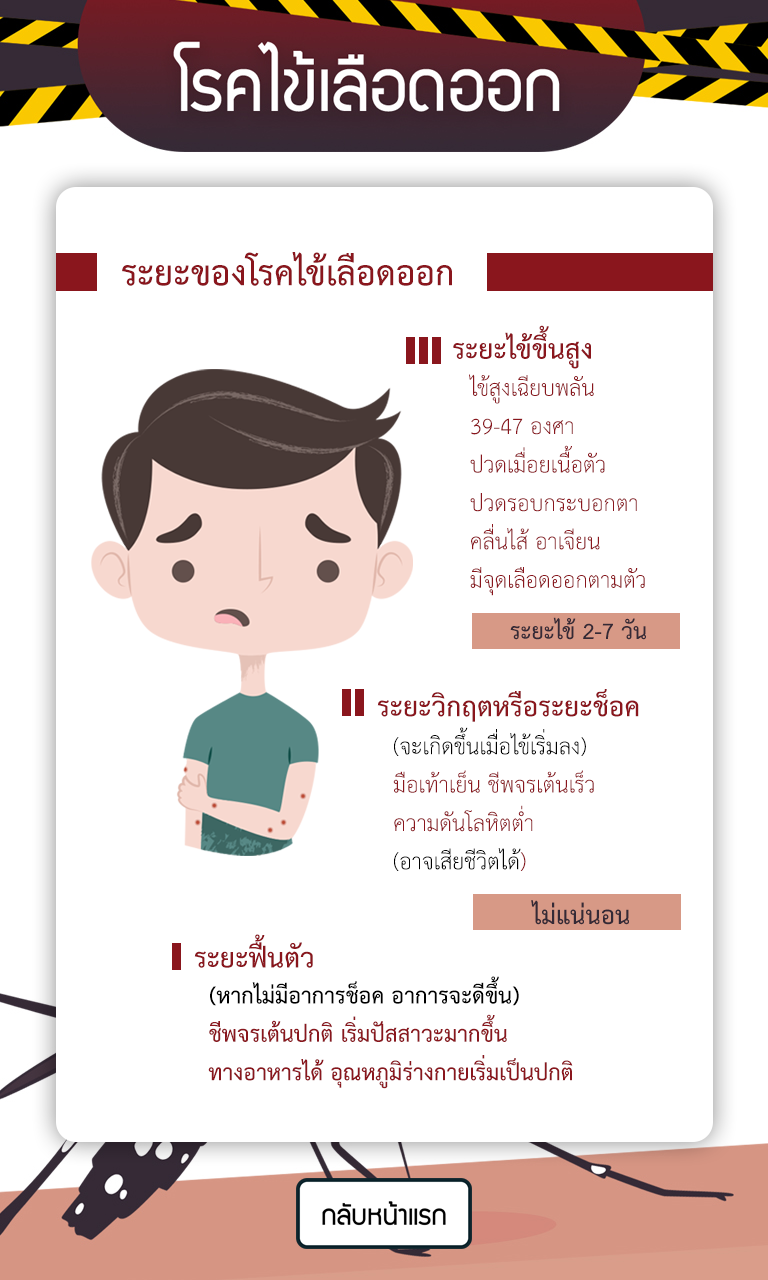 โรคไข้เลือดออก
ระยะของโรคไข้เลือดออก
ระยะไข้ขึ้นสูง
ไข้สูงเฉียบพลัน
39-47 องศา
ปวดเมื่อยเนื้อตัว
ปวดรอบกระบอกตา
คลื่นไส้ อาเจียน
มีจุดเลือดออกตามตัว
ระยะไข้ 2-7 วัน
ระยะวิกฤตหรือระยะช็อค
(จะเกิดขึ้นเมื่อไข้เริ่มลง)
มือเท้าเย็น ชีพจรเต้นเร็ว
ความดันโลหิตต่ำ
(อาจเสียชีวิตได้)
ไม่แน่นอน
ระยะฟื้นตัว
(หากไม่มีอาการช็อค อาการจะดีขึ้น)
ชีพจรเต้นปกติ เริ่มปัสสาวะมากขึ้น
ทางอาหารได้ อุณหภูมิร่างกายเริ่มเป็นปกติ
กลับหน้าแรก